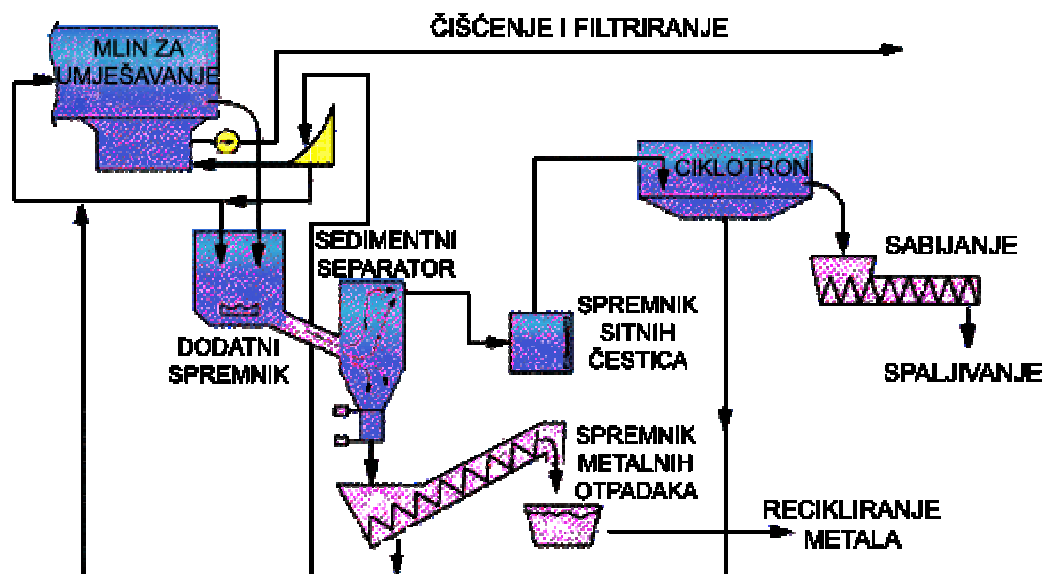 ČIŠĆENJE I FILTRIRANJE
MLIN ZA
UMJEŠAVANJE
CIKLOTRON
SEDIMENTNI
SEPARATOR
SABIJANJE
SPREMNIK
SITNIH
ČESTICA
DODATNI
SPREMNIK
SPALJIVANJE
SPREMNIK
METALNIH
OTPADAKA
RECIKLIRANJE
METALA